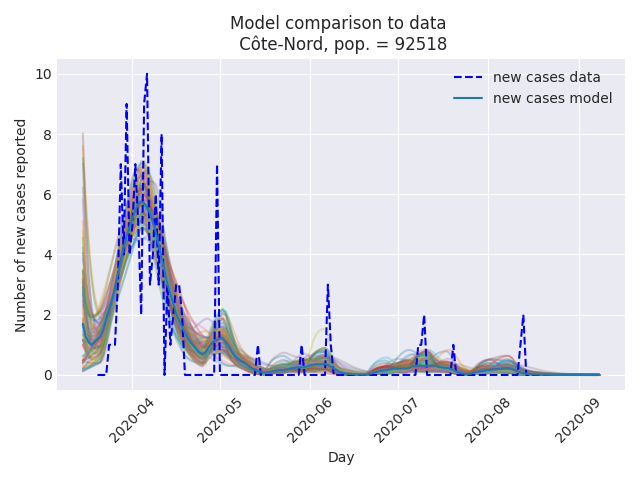 Model comparison to data
Côte-Nord, pop. = 92518
new cases data
new cases model
Number of new cases reported
10
8
6
4
2
0
2020-04
2020-05
2020-06
2020-07
2020-08
2020-09
Day